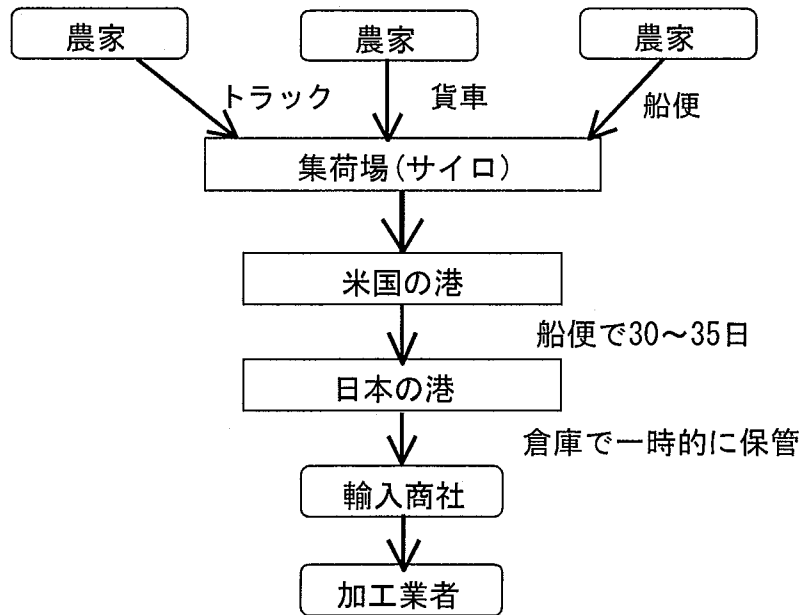 農家
農家
農家
トラック
貨車
船便
集荷場(サイロ)
米国の港
船便で30～35日
日本の港
倉庫で一時的に保管
輸入商社
加工業者